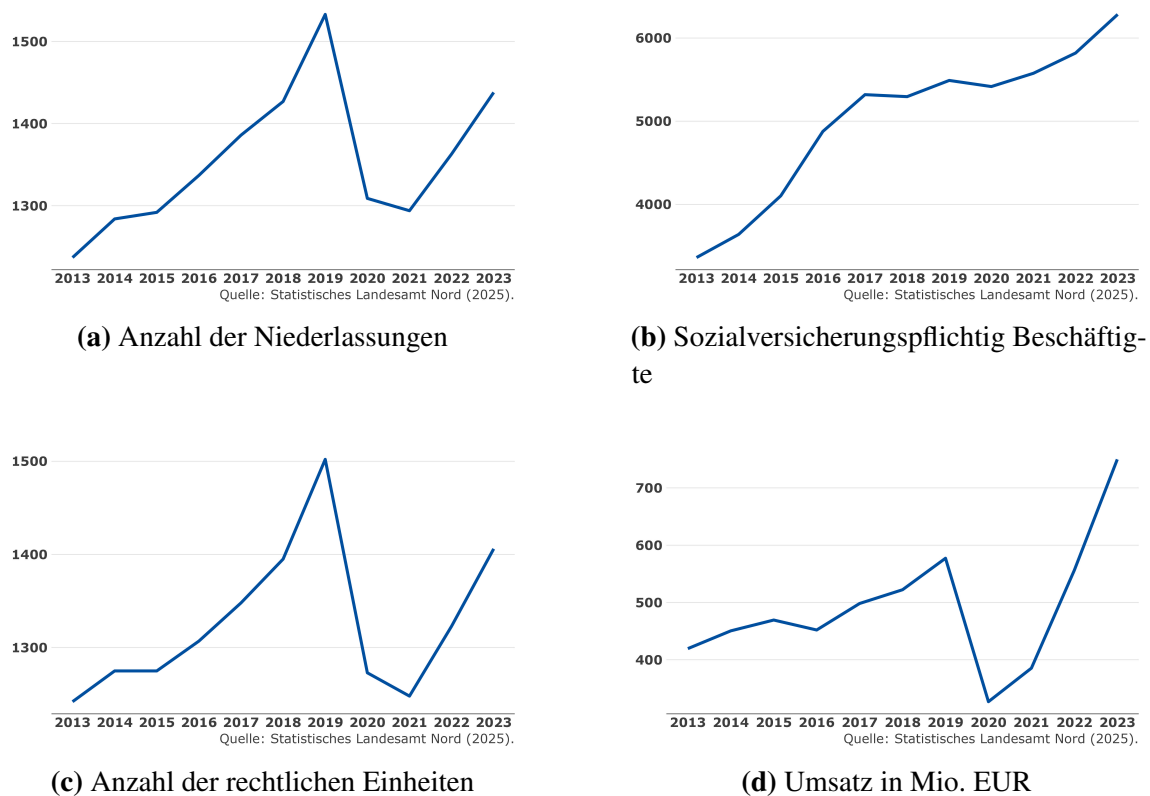 1500
1400
1300
2013 2014 2015 2016 2017 2018 2019 2020 2021 2022 2023
Quelle: Statistisches Landesamt Nord (2025).
(a) Anzahl der Niederlassungen
6000
5000
4000
2013 2014 2015 2016 2017 2018 2019 2020 2021 2022 2023
Quelle: Statistisches Landesamt Nord (2025).
(b) Sozialversicherungspflichtig Beschäftig-
te
1500
1400
1300
2013 2014 2015 2016 2017 2018 2019 2020 2021 2022 2023
Quelle: Statistisches Landesamt Nord (2025).
(c) Anzahl der rechtlichen Einheiten
700
600
500
400
2013 2014 2015 2016 2017 2018 2019 2020 2021 2022 2023
Quelle: Statistisches Landesamt Nord (2025).
(d) Umsatz in Mio. EUR